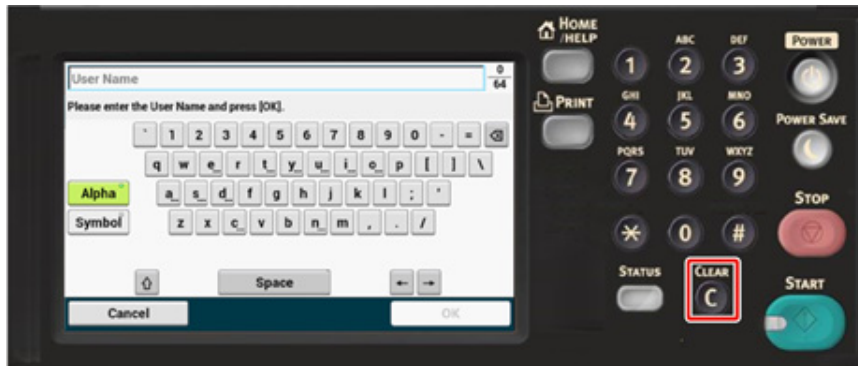 User Name
0
64
Please enter the User Name and press [OK].
` 1 2 3 4 5 6 7 8 9 0 - =
q w e r t y u i o p [ ] \
Alpha
a s d f g h j k l ; '
Symbol
z x c v b n m , . /
Space
Cancel
OK
HOME
/HELP
PRINT
1
ABC
2
DEF
3
GHI
4
JKL
5
MNO
6
PQRS
7
TUV
8
WXYZ
9
* 0 #
STATUS
CLEAR
C
POWER
POWER SAVE
STOP
START